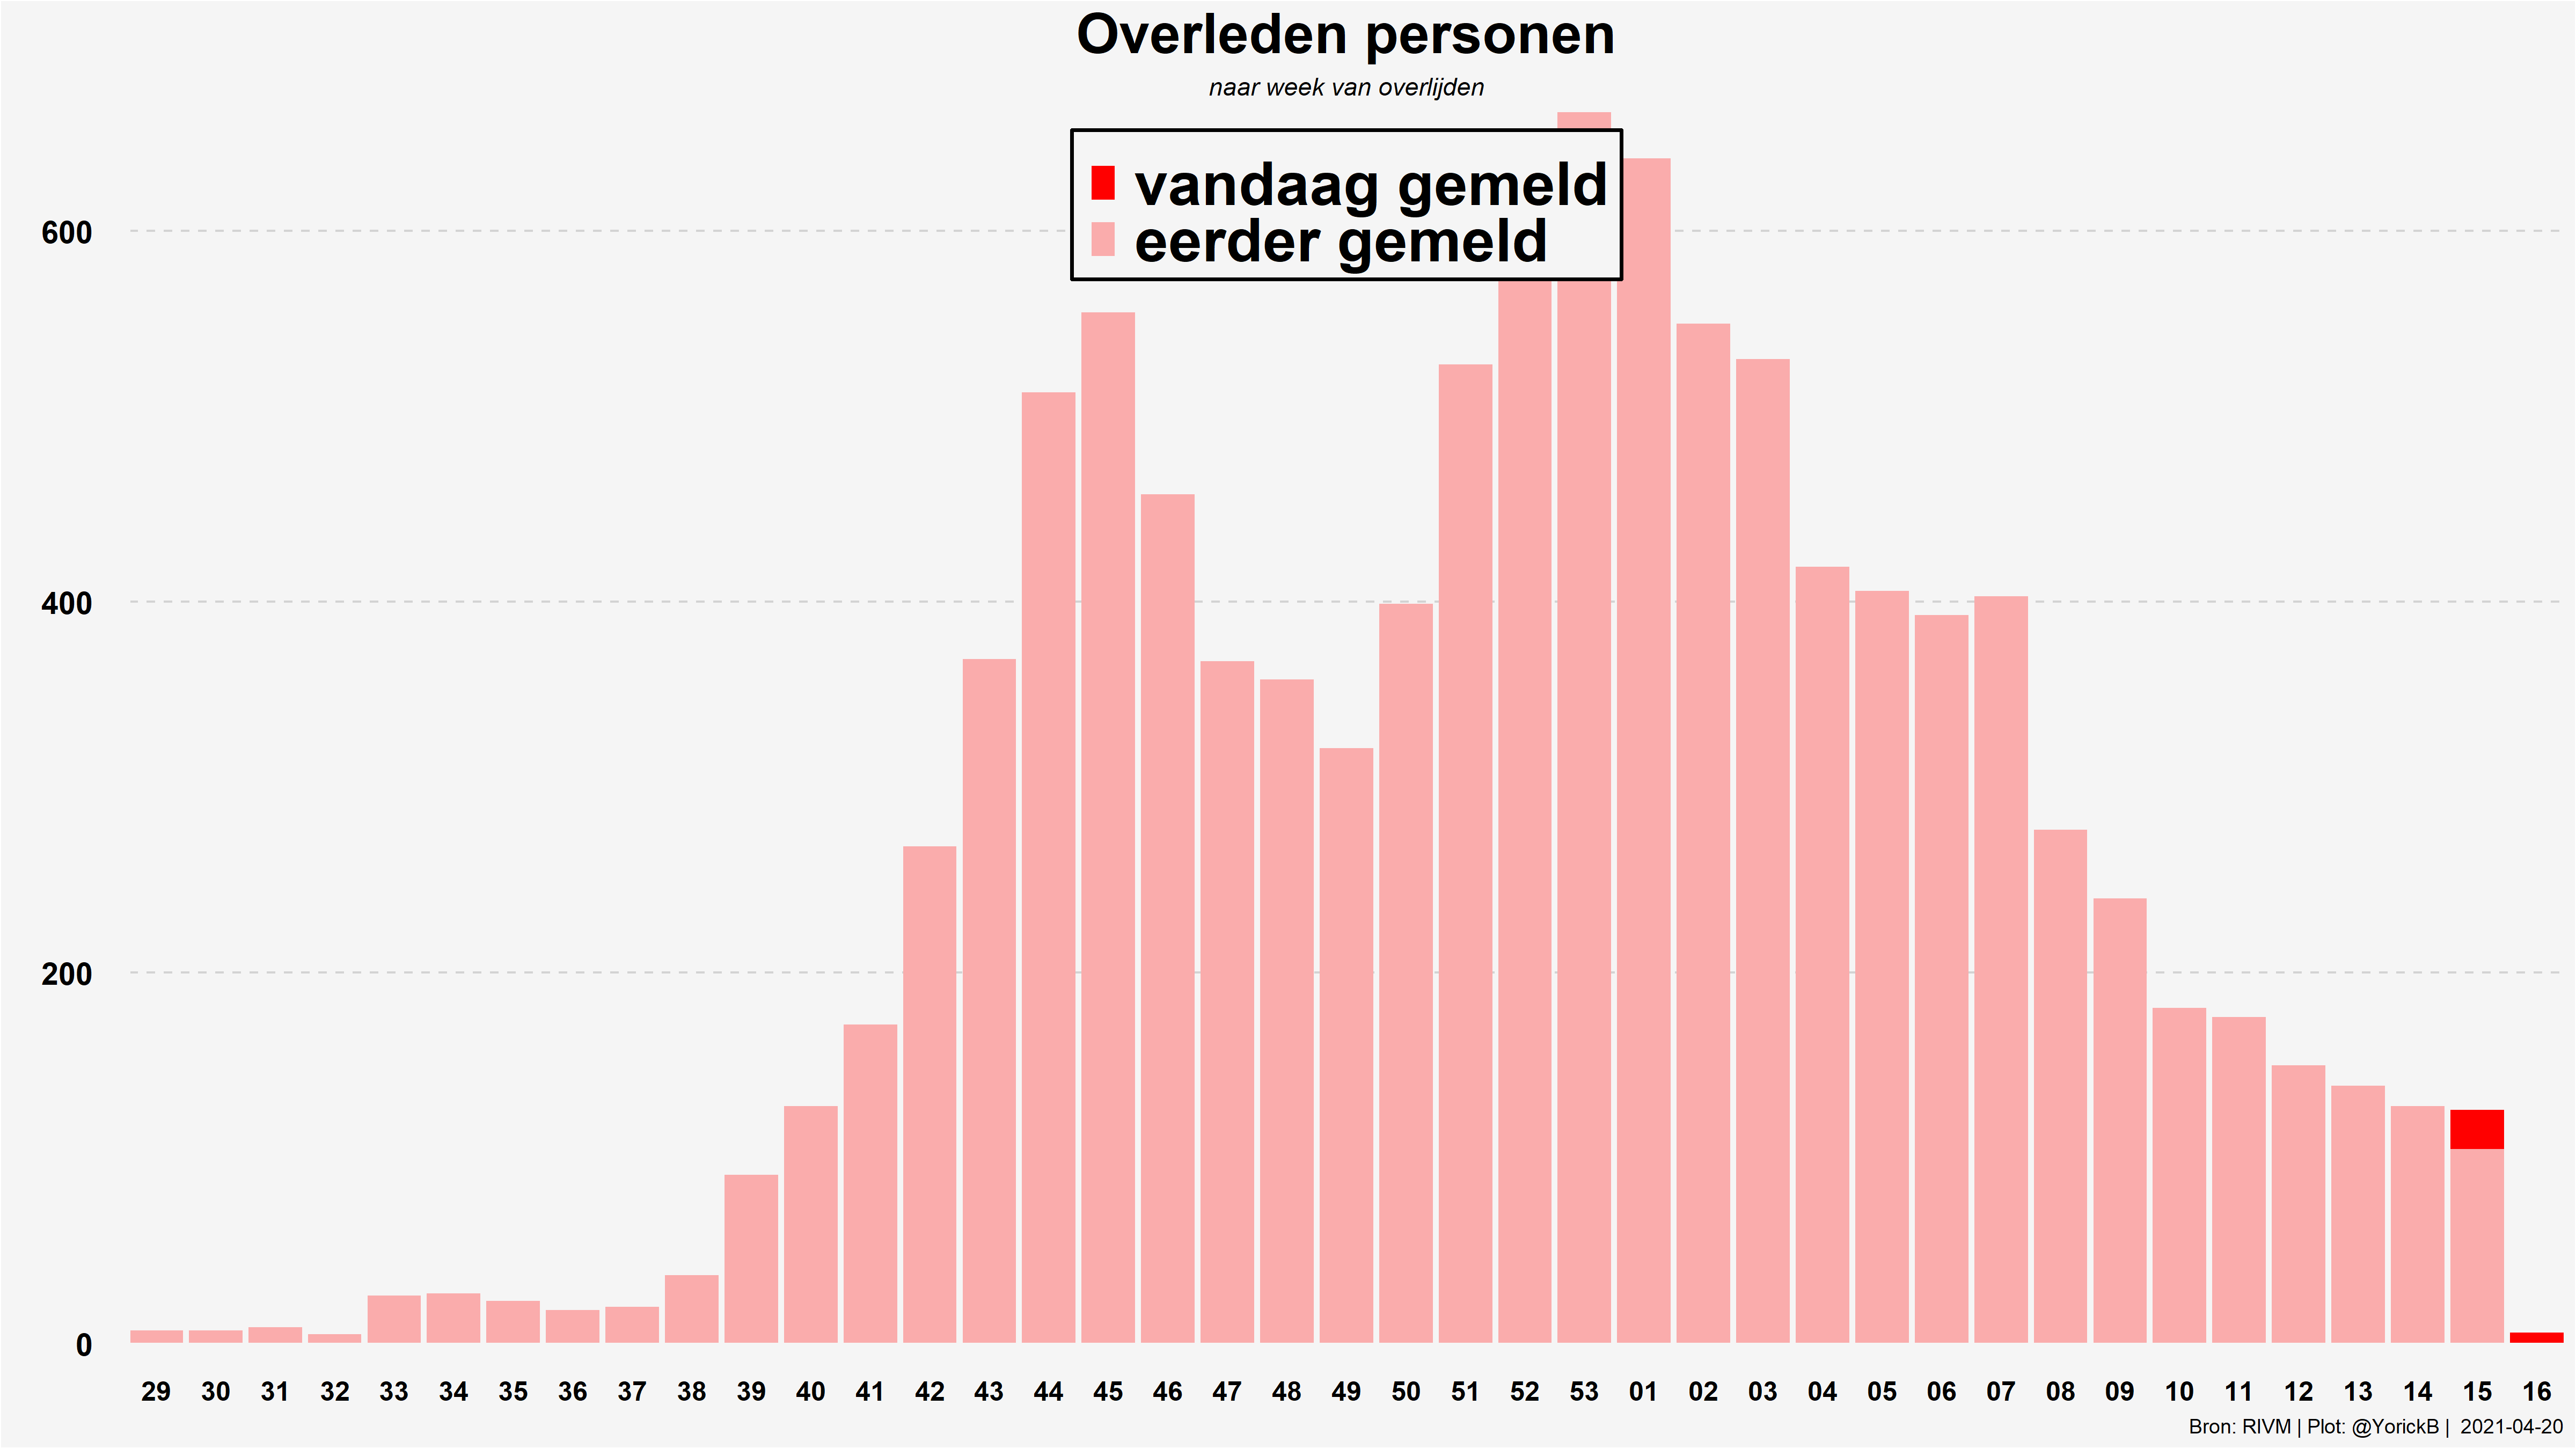 Overleden personen
naar week van overlijden
vandaag gemeld
eerder gemeld
600
400
200
0
29 30 31 32 33 34 35 36 37 38 39 40 41 42 43 44 45 46 47 48 49 50 51 52 53 01 02 03 04 05 06 07 08 09 10 11 12 13 14 15 16
Bron: RIVM | Plot: @YorickB | 2021-04-20